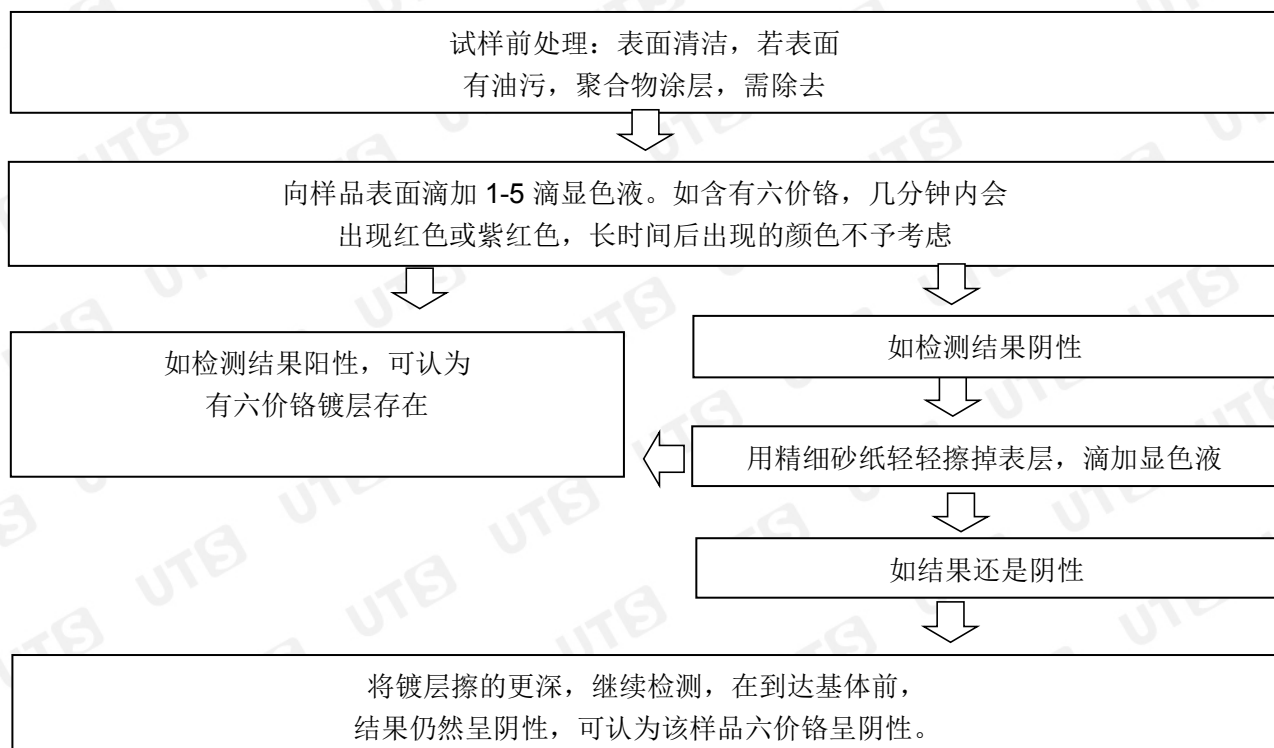 试样前处理：表面清洁，若表面
有油污，聚合物涂层，需除去
向样品表面滴加 1-5 滴显色液。如含有六价铬，几分钟内会
出现红色或紫红色，长时间后出现的颜色不予考虑
如检测结果阳性，可认为
有六价铬镀层存在
如检测结果阴性
用精细砂纸轻轻擦掉表层，滴加显色液
如结果还是阴性
将镀层擦的更深，继续检测，在到达基体前，
结果仍然呈阴性，可认为该样品六价铬呈阴性。